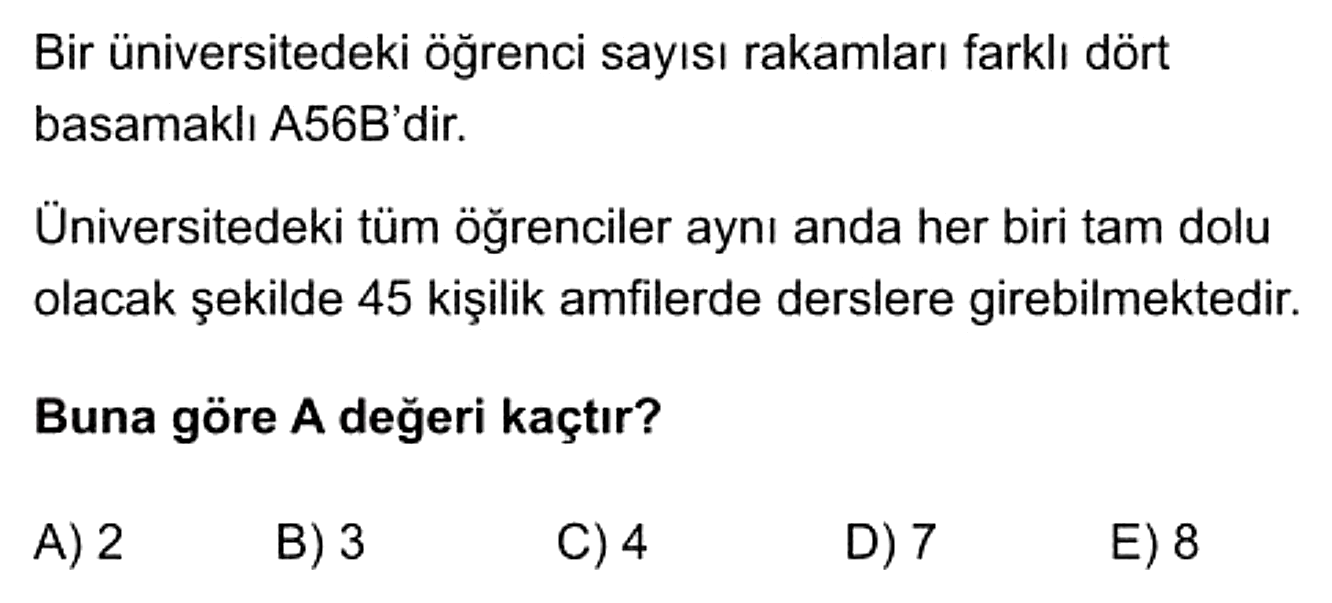 Bir üniversitedeki öğrenci sayısı rakamları farklı dört
basamaklı A56B’dir.
Üniversitedeki tüm öğrenciler aynı anda her biri tam dolu
olacak şekilde 45 kişilik amfilerde derslere girebilmektedir.
Buna göre A değeri kaçtır?
A) 2 B) 3 C) 4 D) 7 E) 8